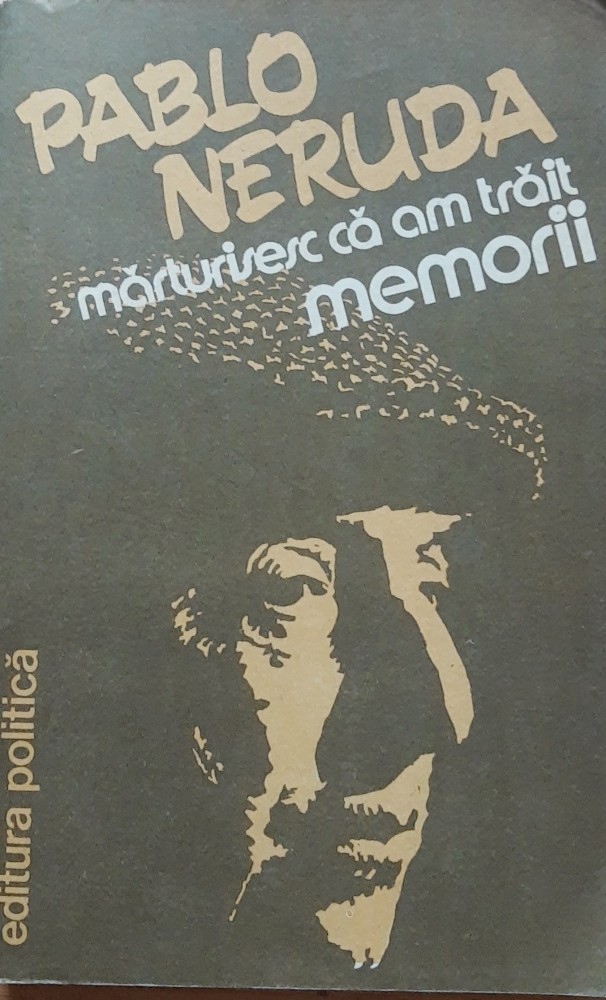 PABLO
NERUDA
mărturisesc că am trăit
memorii
editura politică